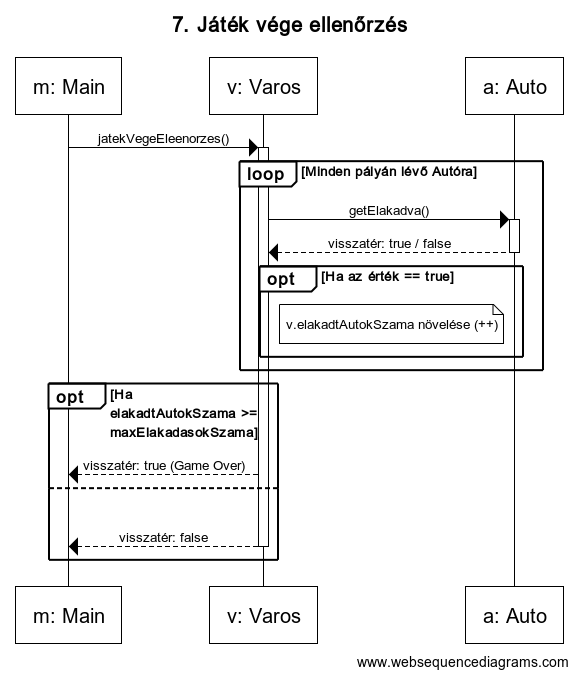 7. Játék vége ellenőrzés
m: Main
v: Varos
a: Auto
jatekVegeEleenorzes()
loop
[Minden pályán lévő Autóra]
getElakadva()
visszatér: true / false
opt
[Ha az érték == true]
v.elakadtAutokSzama növelése (++)
opt
[Ha
elakadtAutokSzama >=
maxElakadasokSzama]
visszatér: true (Game Over)
visszatér: false
m: Main
v: Varos
a: Auto
www.websequencediagrams.com